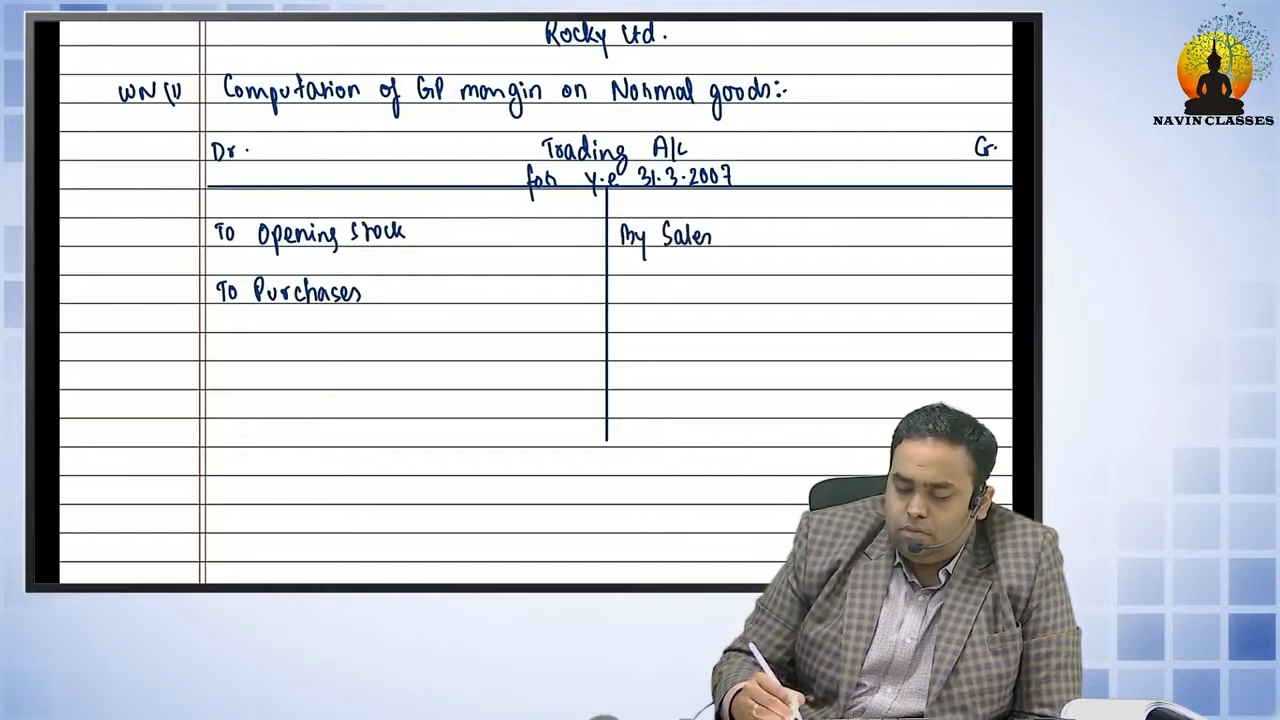 Rocky Ltd.
WN (1) Computation of GP margin on Normal goods:-
Dr. Trading A/c Cr.
for y.e 31.3.2007
To Opening Stock By Sales
To Purchases
NAVIN CLASSES